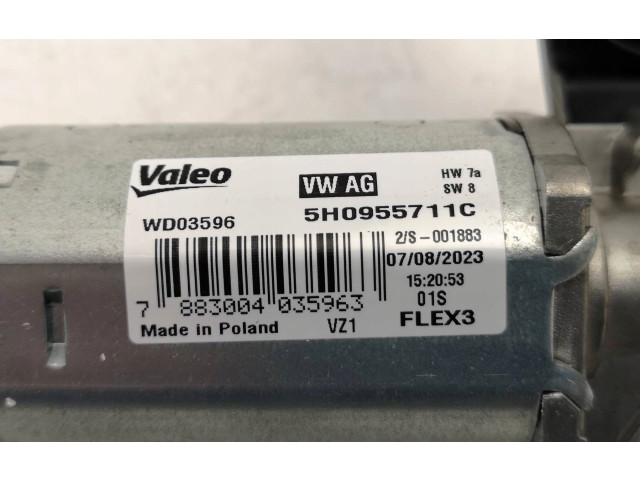 Valeo VW AG HW 7a
SW 8
WD03596 5H0955711C
2/S-001883
07/08/2023
15:20:53
7 883004 035963 01S
Made in Poland VZ1 FLEX3